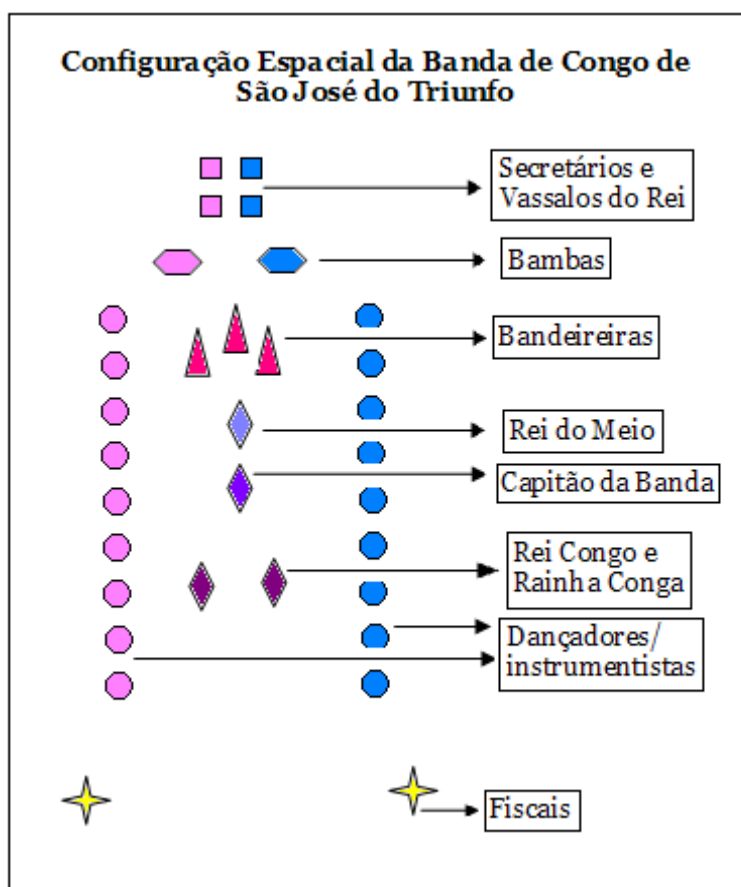 Configuração Espacial da Banda de Congo de
São José do Triunfo
Secretários e
Vassalos do Rei
Bambas
Bandeireiras
Rei do Meio
Capitão da Banda
Rei Congo e
Rainha Conga
Dançadores/
instrumentistas
Fiscais